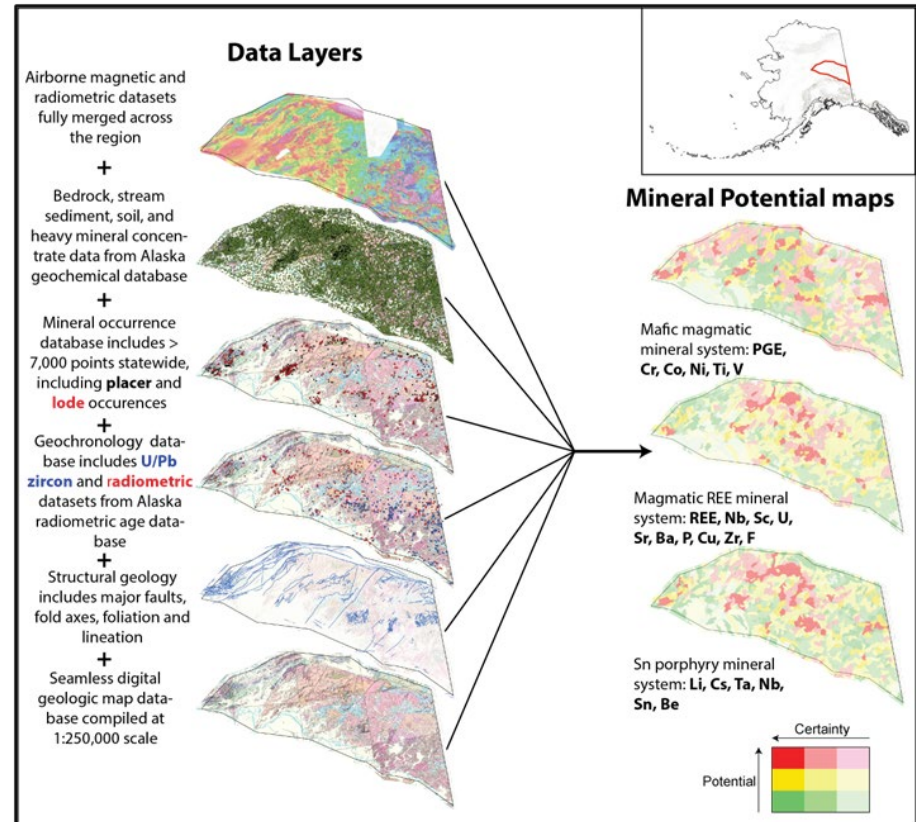 Data Layers
Airborne magnetic and
radiometric datasets
fully merged across
the region
+
Bedrock, stream
sediment, soil, and
heavy mineral concen-
trate data from Alaska
geochemical database
+
Mineral occurrence
database includes >
7,000 points statewide,
including placer and
lode occurences
+
Geochronology data-
base includes U/Pb
zircon and radiometric
datasets from Alaska
radiometric age data-
base
+
Structural geology
includes major faults,
fold axes, foliation and
lineation
+
Seamless digital
geologic map data-
base compiled at
1:250,000 scale
Mineral Potential maps
Mafic magmatic
mineral system: PGE,
Cr, Co, Ni, Ti, V
Magmatic REE mineral
system: REE, Nb, Sc, U,
Sr, Ba, P, Cu, Zr, F
Sn porphyry mineral
system: Li, Cs, Ta, Nb,
Sn, Be
Certainty
Potential